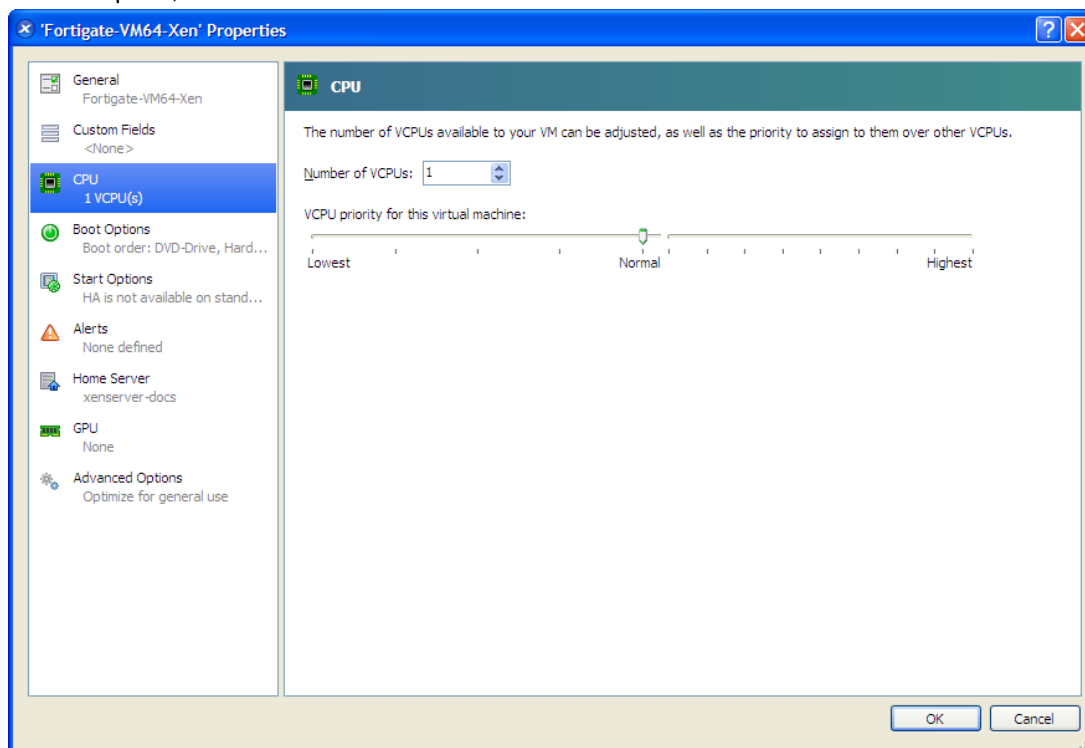 'Fortigate-VM64-Xen' Properties
General
Fortigate-VM64-Xen
Custom Fields
<None>
CPU
1 VCPU(s)
Boot Options
Boot order: DVD-Drive, Hard...
Start Options
HA is not available on stand...
Alerts
None defined
Home Server
xenserver-docs
GPU
None
Advanced Options
Optimize for general use
CPU
The number of VCPUs available to your VM can be adjusted, as well as the priority to assign to them over other VCPUs.
Number of VCPUs: 1
VCPU priority for this virtual machine:
Lowest Normal Highest
OK Cancel